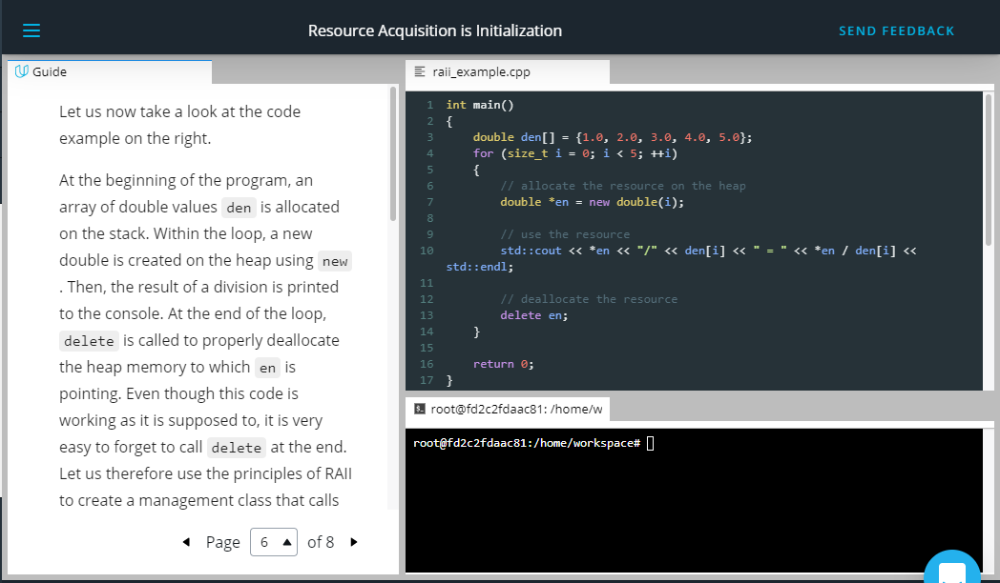 Resource Acquisition is Initialization
SEND FEEDBACK
Guide
Let us now take a look at the code
example on the right.
At the beginning of the program, an
array of double values den is allocated
on the stack. Within the loop, a new
double is created on the heap using new
. Then, the result of a division is printed
to the console. At the end of the loop,
delete is called to properly deallocate
the heap memory to which en is
pointing. Even though this code is
working as it is supposed to, it is very
easy to forget to call delete at the end.
Let us therefore use the principles of RAII
to create a management class that calls
Page 6 of 8
raii_example.cpp
1 int main()
2 {
3     double den[] = {1.0, 2.0, 3.0, 4.0, 5.0};
4     for (size_t i = 0; i < 5; ++i)
5     {
6         // allocate the resource on the heap
7         double *en = new double(i);
8
9         // use the resource
10         std::cout << *en << "/" << den[i] << " = " << *en / den[i] <<
std::endl;
11
12         // deallocate the resource
13         delete en;
14     }
15
16     return 0;
17 }
root@fd2c2fdaac81: /home/w
root@fd2c2fdaac81:/home/workspace#